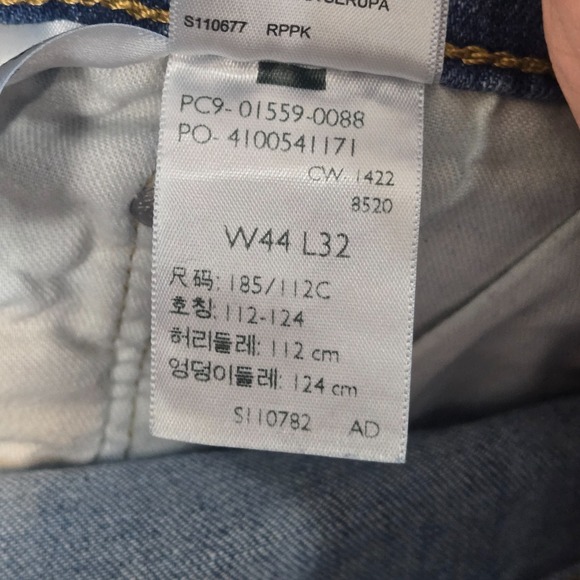 S110677 RPPK
PC9- 01559-0088
PO- 4100541171
CW- 1422
8520
W44 L32
尺码: 185/112C
호칭: 112-124
허리둘레: 112 cm
엉덩이둘레: 124 cm
S110782 AD